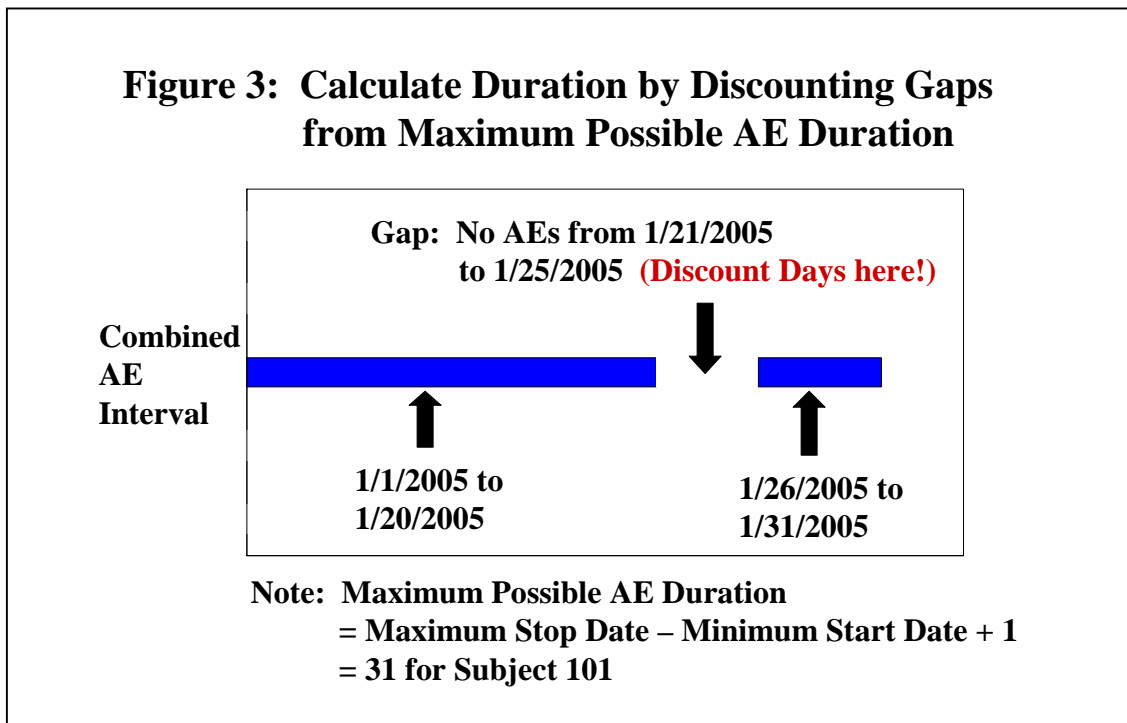 Figure 3: Calculate Duration by Discounting Gaps
from Maximum Possible AE Duration
Gap: No AEs from 1/21/2005
to 1/25/2005 (Discount Days here!)
Combined
AE
Interval
1/1/2005 to
1/20/2005
1/26/2005 to
1/31/2005
Note: Maximum Possible AE Duration
= Maximum Stop Date – Minimum Start Date + 1
= 31 for Subject 101